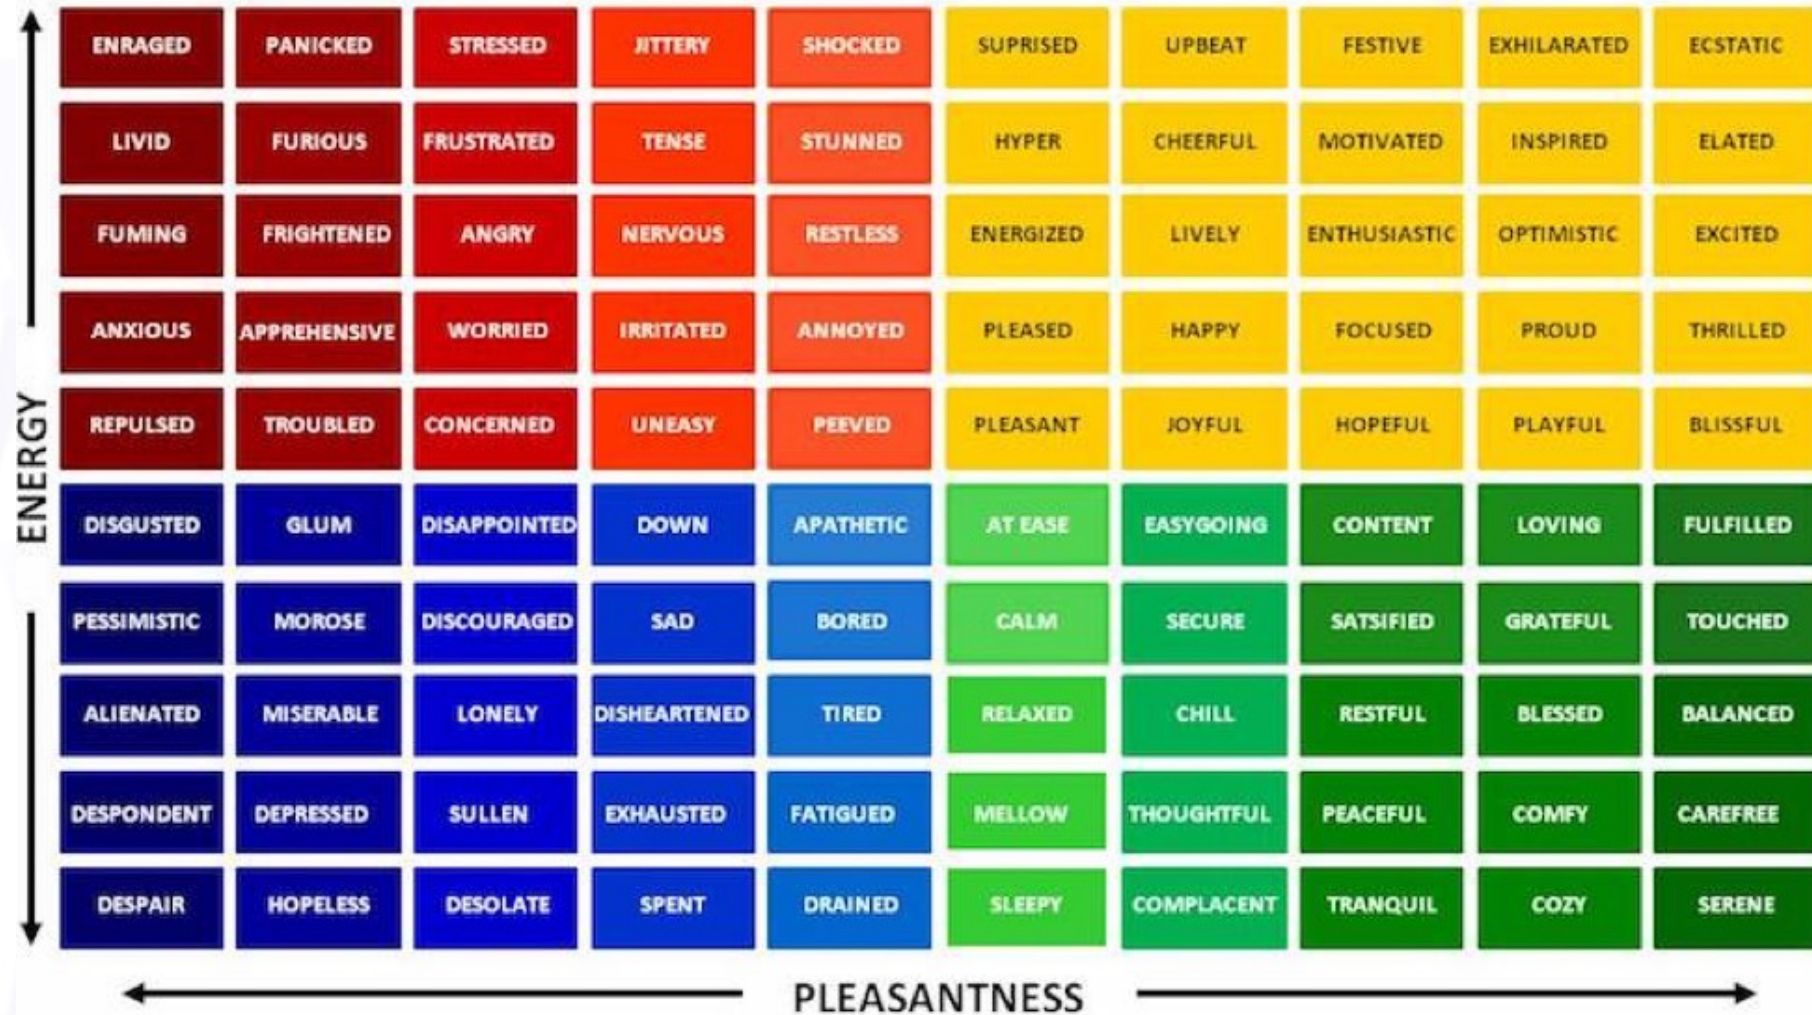 ENRAGED PANICKED STRESSED JITTERY SHOCKED SUPRISED UPBEAT FESTIVE EXHILARATED ECSTATIC
LIVID FURIOUS FRUSTRATED TENSE STUNNED HYPER CHEERFUL MOTIVATED INSPIRED ELATED
FUMING FRIGHTENED ANGRY NERVOUS RESTLESS ENERGIZED LIVELY ENTHUSIASTIC OPTIMISTIC EXCITED
ANXIOUS APPREHENSIVE WORRIED IRRITATED ANNOYED PLEASED HAPPY FOCUSED PROUD THRILLED
REPULSED TROUBLED CONCERNED UNEASY PEEVED PLEASANT JOYFUL HOPEFUL PLAYFUL BLISSFUL
ENERGY
DISGUSTED GLUM DISAPPOINTED DOWN APATHETIC AT EASE EASYGOING CONTENT LOVING FULFILLED
PESSIMISTIC MOROSE DISCOURAGED SAD BORED CALM SECURE SATSIFIED GRATEFUL TOUCHED
ALIENATED MISERABLE LONELY DISHEARTENED TIRED RELAXED CHILL RESTFUL BLESSED BALANCED
DESPONDENT DEPRESSED SULLEN EXHAUSTED FATIGUED MELLOW THOUGHTFUL PEACEFUL COMFY CAREFREE
DESPAIR HOPELESS DESOLATE SPENT DRAINED SLEEPY COMPLACENT TRANQUIL COZY SERENE
PLEASANTNESS